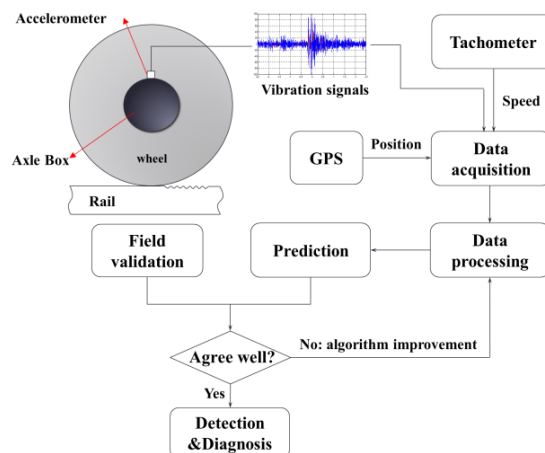 Accelerometer
Vibration signals
Tachometer
Speed
Axle Box
wheel
Rail
GPS
Position
Data
acquisition
Field
validation
Prediction
Data
processing
Agree well?
No: algorithm improvement
Yes
Detection
&Diagnosis